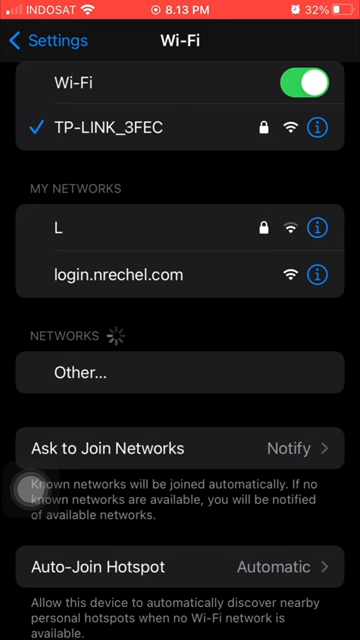 INDOSAT 8.13 PM 32%
Settings Wi-Fi
Wi-Fi
TP-LINK_3FEC
MY NETWORKS
L
login.nrechel.com
NETWORKS
Other...
Ask to Join Networks Notify
Known networks will be joined automatically. If no
known networks are available, you will be notified
of available networks.
Auto-Join Hotspot Automatic
Allow this device to automatically discover nearby
personal hotspots when no Wi-Fi network is
available.